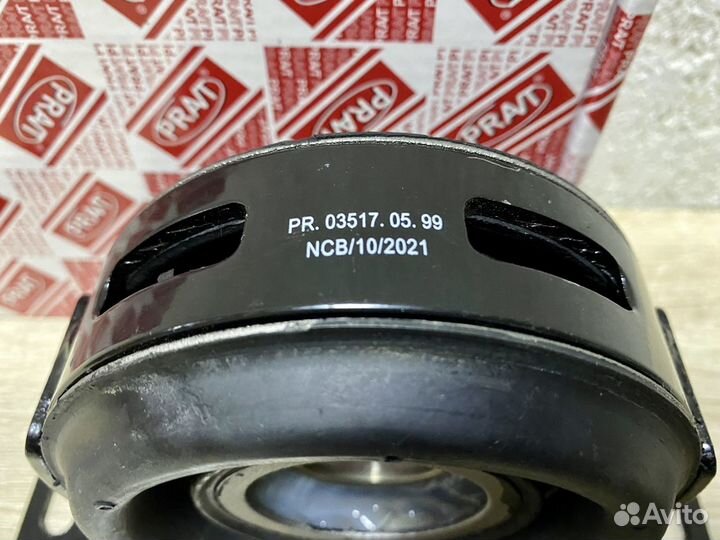 PRAVT
PRAVT
PRAVT
PRAVT
PR. 03517. 05. 99
NCB/10/2021
Avito